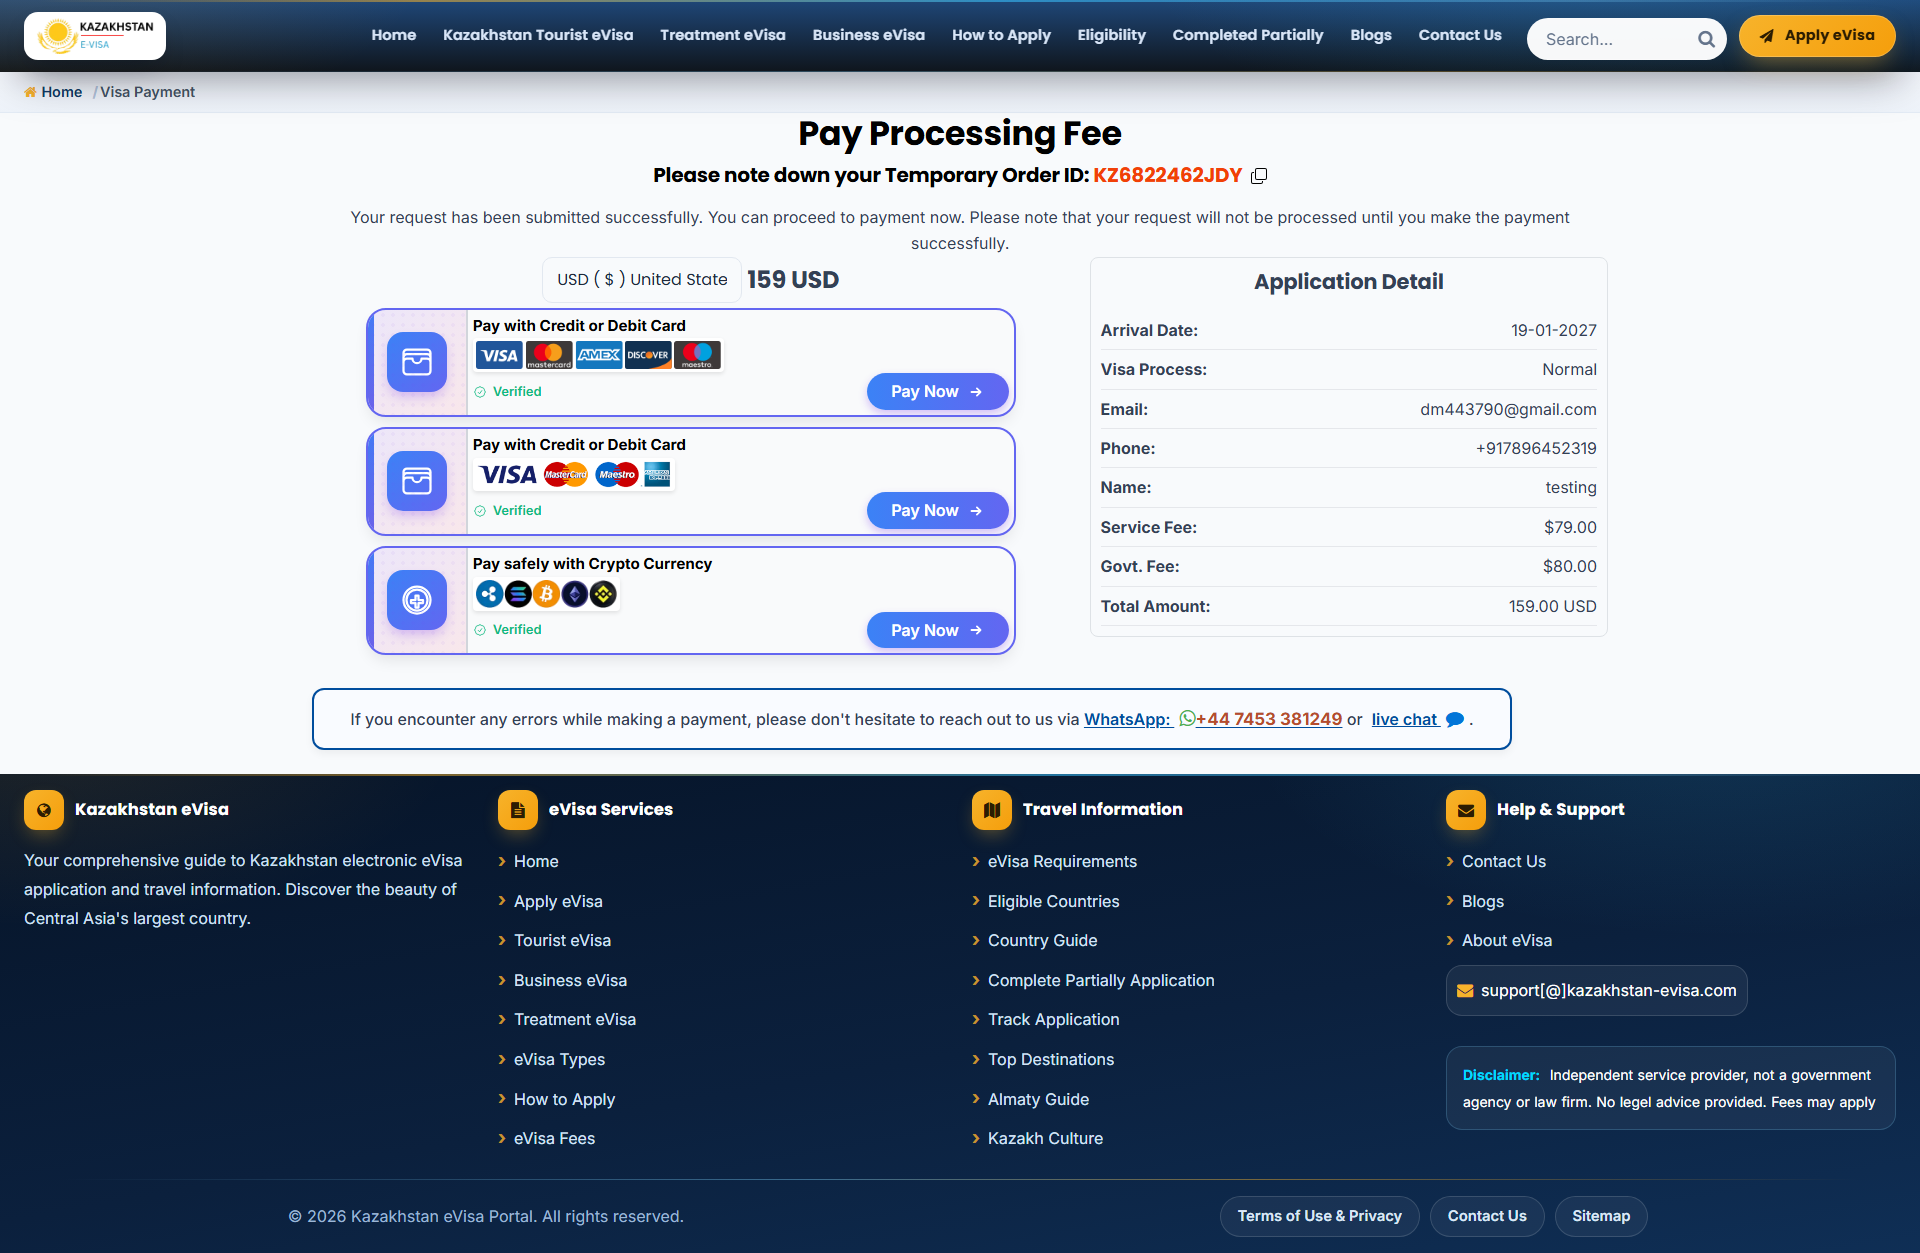 KAZAKHSTAN
E-VISA
Home
Kazakhstan Tourist eVisa
Treatment eVisa
Business eVisa
How to Apply
Eligibility
Completed Partially
Blogs
Contact Us
Search...
Apply eVisa
Home / Visa Payment
Pay Processing Fee
Please note down your Temporary Order ID: KZ6822462JDY
Your request has been submitted successfully. You can proceed to payment now. Please note that your request will not be processed until you make the payment
successfully.
USD ( $ ) United State 159 USD
Pay with Credit or Debit Card
VISA mastercard AMEX DISCOVER maestro
Verified
Pay Now
Pay with Credit or Debit Card
VISA MasterCard Maestro AMERICAN EXPRESS
Verified
Pay Now
Pay safely with Crypto Currency
Verified
Pay Now
Application Detail
Arrival Date: 19-01-2027
Visa Process: Normal
Email: dm443790@gmail.com
Phone: +917896452319
Name: testing
Service Fee: $79.00
Govt. Fee: $80.00
Total Amount: 159.00 USD
If you encounter any errors while making a payment, please don't hesitate to reach out to us via WhatsApp: +44 7453 381249 or live chat .
Kazakhstan eVisa
Your comprehensive guide to Kazakhstan electronic eVisa
application and travel information. Discover the beauty of
Central Asia's largest country.
eVisa Services
Home
Apply eVisa
Tourist eVisa
Business eVisa
Treatment eVisa
eVisa Types
How to Apply
eVisa Fees
Travel Information
eVisa Requirements
Eligible Countries
Country Guide
Complete Partially Application
Track Application
Top Destinations
Almaty Guide
Kazakh Culture
Help & Support
Contact Us
Blogs
About eVisa
support[@]kazakhstan-evisa.com
Disclaimer: Independent service provider, not a government
agency or law firm. No legel advice provided. Fees may apply
© 2026 Kazakhstan eVisa Portal. All rights reserved.
Terms of Use & Privacy
Contact Us
Sitemap